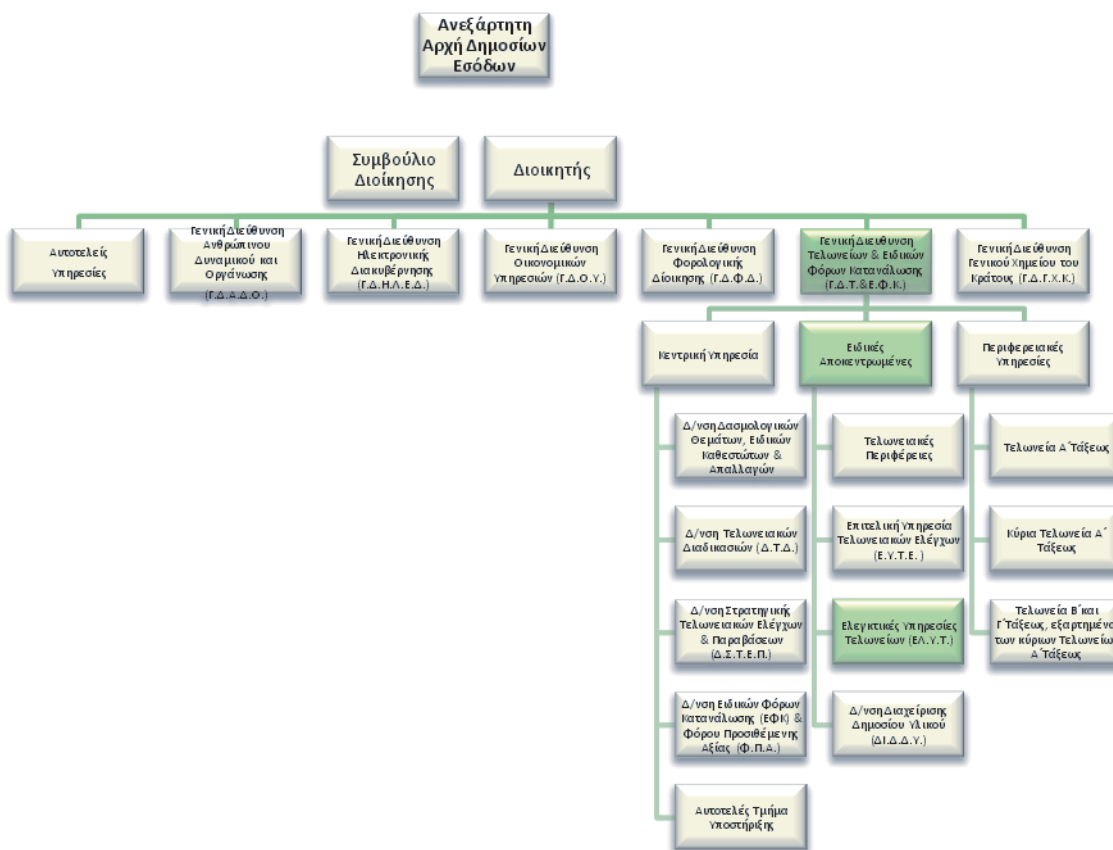 Ανεξάρτητη
Αρχή Δημοσίων
Εσόδων
Συμβούλιο
Διοίκησης
Διοικητής
Αυτοτελείς
Υπηρεσίες
Γενική Διεύθυνση
Ανθρώπινου
Δυναμικού και
Οργάνωσης
(Γ.Δ.Α.Δ.Ο.)
Γενική Διεύθυνση
Ηλεκτρονικής
Διακυβέρνησης
(Γ.Δ.Η.Λ.Ε.Δ.)
Γενική Διεύθυνση
Οικονομικών
Υπηρεσιών (Γ.Δ.Ο.Υ.)
Γενική Διεύθυνση
Φορολογικής
Δίοικησης (Γ.Δ.Φ.Δ.)
Γενική Διευθυνση
Τελωνείων & Ειδικών
Φόρων Κατανάλωσης
(Γ.Δ.Τ.&Ε.Φ.Κ.)
Γενική Διεύθυνση
Γενικού Χημείου του
Κράτους (Γ.Δ.Γ.Χ.Κ.)
Κεντρική Υπηρεσία
Ειδικές
Αποκεντρωμένες
Περιφερειακές
Υπηρεσίες
Δ/νση Δασμολογικών
Θεμάτων, Ειδικών
Καθεστώτων &
Απαλλαγών
Δ/νση Τελωνειακών
Διαδικασιών (Δ.Τ.Δ.)
Δ/νση Στρατηγικής
Τελωνειακών Ελέγχων
& Παραβάσεων
(Δ.Σ.Τ.Ε.Π.)
Δ/νση Ειδικών Φόρων
Κατανάλωσης (ΕΦΚ) &
Φόρου Προσιθέμενης
Αξίας (Φ.Π.Α.)
Αυτοτελές Τμήμα
Υποστήριξης
Τελωνειακές
Περιφέρειες
Επιτελική Υπηρεσία
Τελωνειακών Ελέγχων
(Ε.Υ.Τ.Ε. )
Ελεγκτικές Υπηρεσίες
Τελωνείων (ΕΛ.Υ.Τ.)
Δ/νση Διαχείρισης
Δημοσίου Υλικού
(ΔΙ.Δ.Δ.Υ.)
Τελωνεία Α΄Τάξεως
Κύρια Τελωνεία Α΄
Τάξεως
Τελωνεία Β΄και
Γ΄Τάξεως, εξαρτημένα
των κύριων Τελωνείω
Α΄Τάξεως